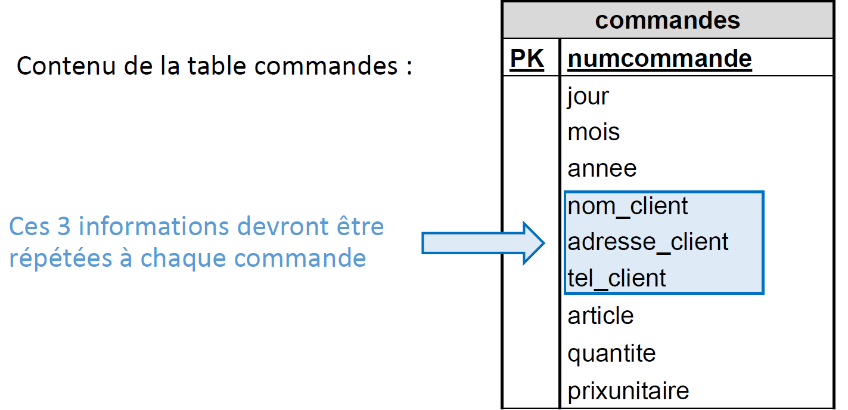 commandes
Contenu de la table commandes :
PK numcommande
jour
mois
annee
Ces 3 informations devront être
répétées à chaque commande
nom_client
adresse_client
tel_client
article
quantite
prixunitaire